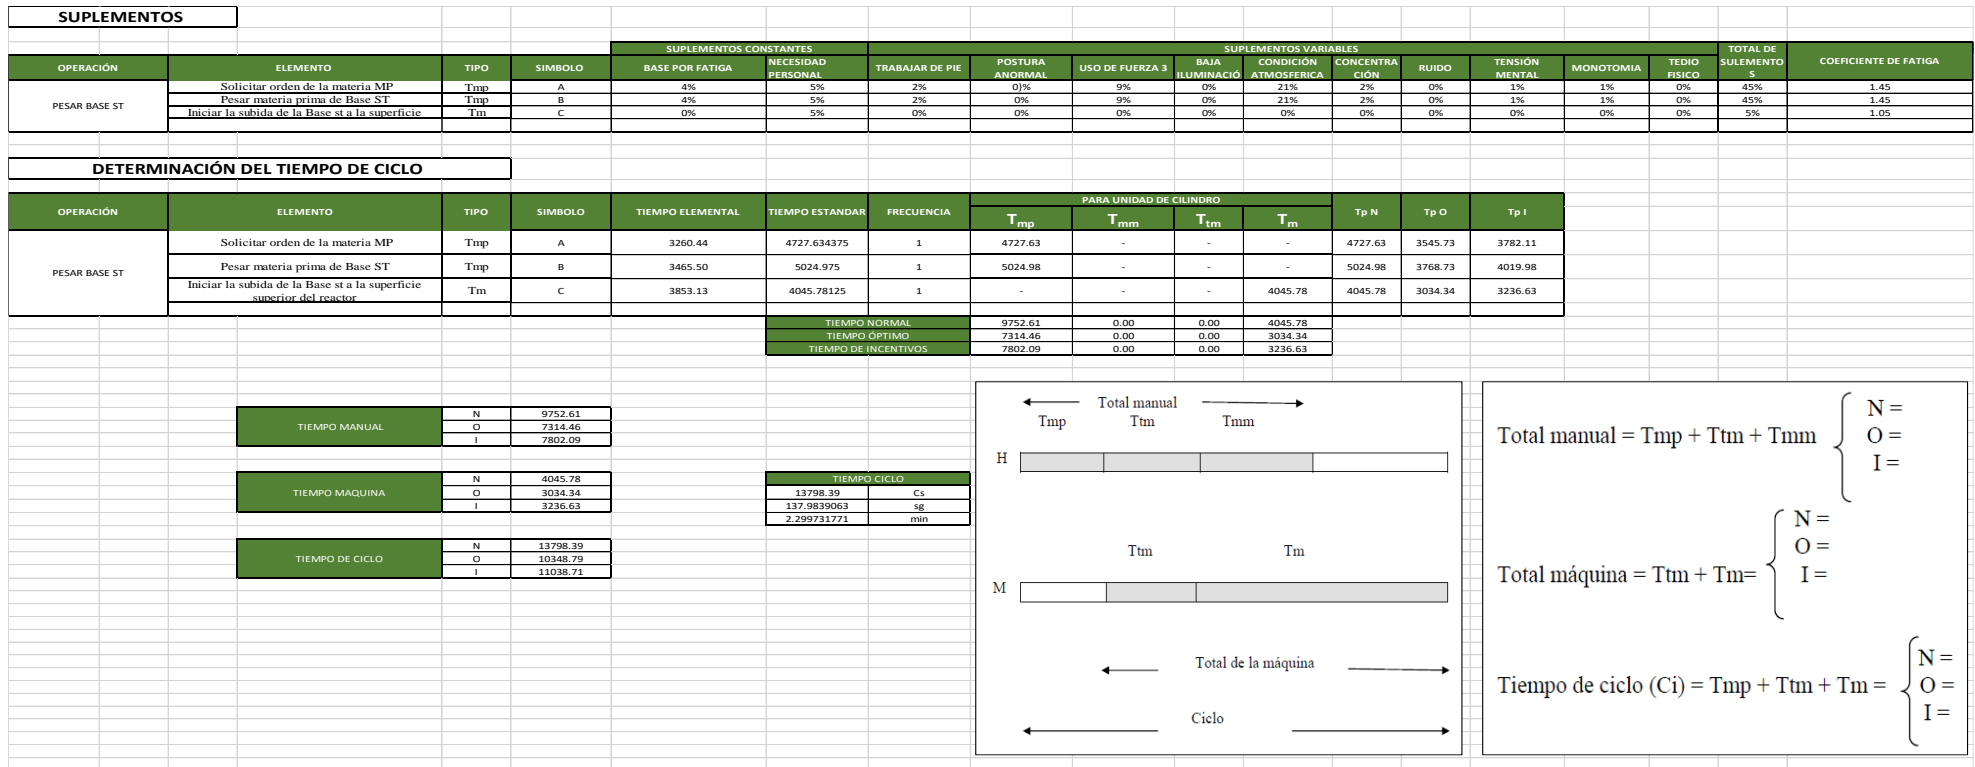 SUPLEMENTOS
SUPLEMENTOS CONSTANTES SUPLEMENTOS VARIABLES
OPERACIÓN ELEMENTO TIPO SIMBOLO BASE POR FATIGA NECESIDAD PERSONAL TRABAJAR DE PIE POSTURA ANORMAL USO DE FUERZA 3 BAJA ILUMINACIÓ CONDICIÓN ATMOSFERICA CONCENTRA CIÓN RUIDO TENSIÓN MENTAL MONOTOMIA TEDIO FISICO TOTAL DE SULEMENTO S COEFICIENTE DE FATIGA
PESAR BASE ST
Solicitar orden de la materia MP Tmp A 4% 5% 2% 0)% 9% 0% 21% 2% 0% 1% 1% 0% 45% 1.45
Pesar materia prima de Base ST Tmp B 4% 5% 2% 0% 9% 0% 21% 2% 0% 1% 1% 0% 45% 1.45
Iniciar la subida de la Base st a la superficie Tm C 0% 5% 0% 0% 0% 0% 0% 0% 0% 0% 0% 0% 5% 1.05
DETERMINACIÓN DEL TIEMPO DE CICLO
OPERACIÓN ELEMENTO TIPO SIMBOLO TIEMPO ELEMENTAL TIEMPO ESTANDAR FRECUENCIA PARA UNIDAD DE CILINDRO Tp N Tp O Tp I
Tmp Tmm Ttm Tm
PESAR BASE ST
Solicitar orden de la materia MP Tmp A 3260.44 4727.634375 1 4727.63 - - - 4727.63 3545.73 3782.11
Pesar materia prima de Base ST Tmp B 3465.50 5024.975 1 5024.98 - - - 5024.98 3768.73 4019.98
Iniciar la subida de la Base st a la superficie
superior del reactor Tm C 3853.13 4045.78125 1 - - - 4045.78 4045.78 3034.34 3236.63
TIEMPO NORMAL 9752.61 0.00 0.00 4045.78
TIEMPO ÓPTIMO 7314.46 0.00 0.00 3034.34
TIEMPO DE INCENTIVOS 7802.09 0.00 0.00 3236.63
TIEMPO MANUAL
N 9752.61
O 7314.46
I 7802.09
TIEMPO MAQUINA
N 4045.78
O 3034.34
I 3236.63
TIEMPO CICLO
13798.39 Cs
137.9839063 sg
2.299731771 min
TIEMPO DE CICLO
N 13798.39
O 10348.79
I 11038.71
Total manual
Tmp Ttm Tmm
H
Ttm Tm
M
Total de la máquina
Ciclo
Total manual = Tmp + Ttm + Tmm
N =
O =
I =
Total máquina = Ttm + Tm=
N =
O =
I =
Tiempo de ciclo (Ci) = Tmp + Ttm + Tm =
N =
O =
I =